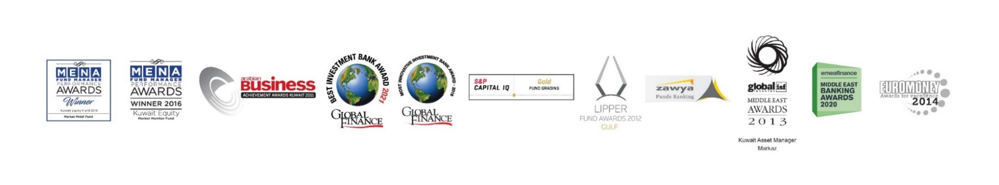 MENA
FUND MANAGER
PERFORMANCE
AWARDS
Winner
Kuwait Equity Fund 2019
Markaz Midaf Fund
MENA
FUND MANAGER
PERFORMANCE
AWARDS
WINNER 2016
Kuwait Equity
Markaz Mumtaz Fund
arabian
Business
ACHIEVEMENT AWARDS KUWAIT 2011
BEST INVESTMENT BANK AWARD 2021
GLOBAL
FINANCE
MOST INNOVATIVE INVESTMENT BANK AWARD · 2016
GLOBAL
FINANCE
S&P
CAPITAL IQ
Gold
FUND GRADING
LIPPER
FUND AWARDS 2012
GULF
zawya
Funds Ranking
global isf
investor
MIDDLE EAST
AWARDS
2013
Kuwait Asset Manager
Markaz
emeafinance
MIDDLE EAST
BANKING
AWARDS
2020
EUROMONEY
Awards for excellence
2014